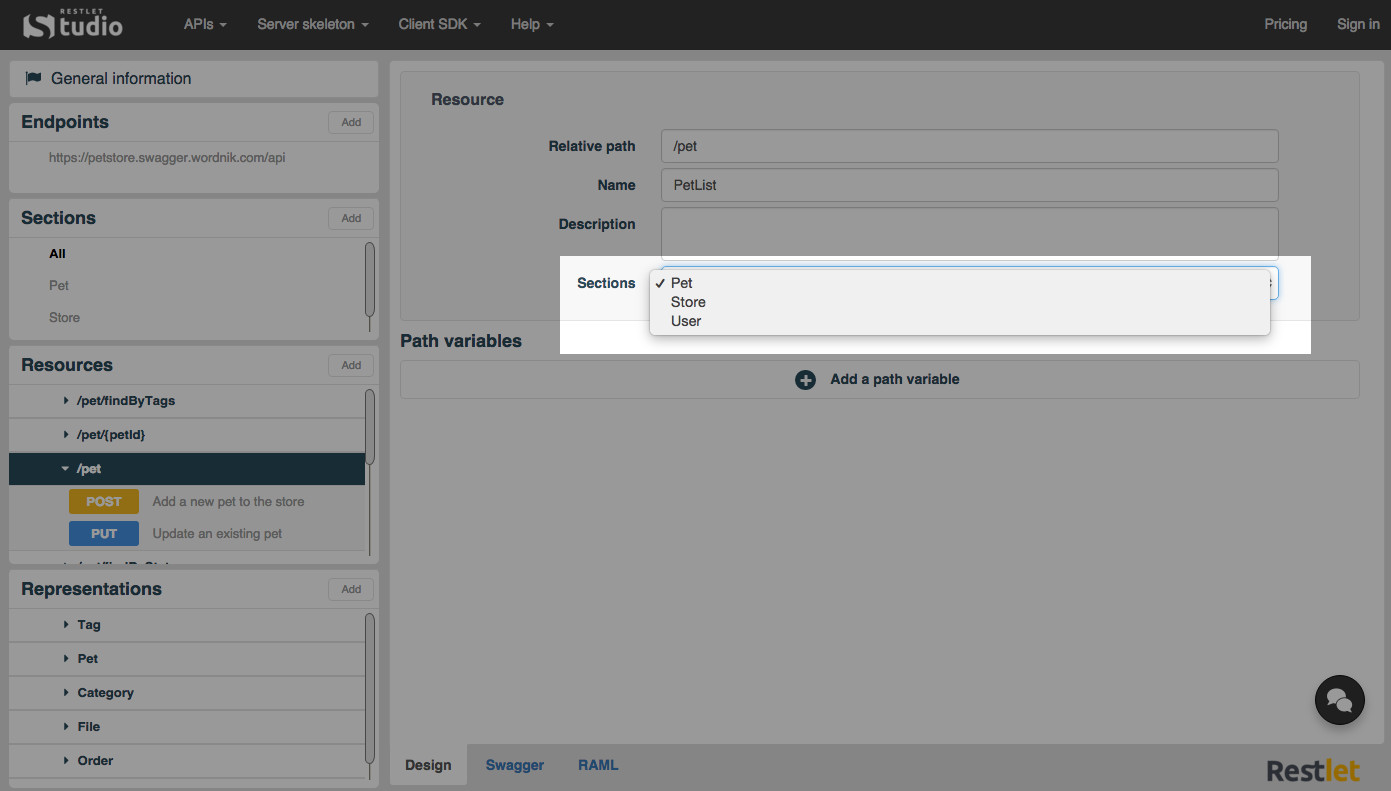 RESTLET
Studio
APIs
Server skeleton
Client SDK
Help
Pricing
Sign in
General information
Endpoints
Add
https://petstore.swagger.wordnik.com/api
Sections
Add
All
Pet
Store
Resources
Add
/pet/findByTags
/pet/{petId}
/pet
POST
Add a new pet to the store
PUT
Update an existing pet
Representations
Add
Tag
Pet
Category
File
Order
Resource
Relative path
/pet
Name
PetList
Description
Sections
✓ Pet
Store
User
Path variables
Add a path variable
Design
Swagger
RAML
Restlet